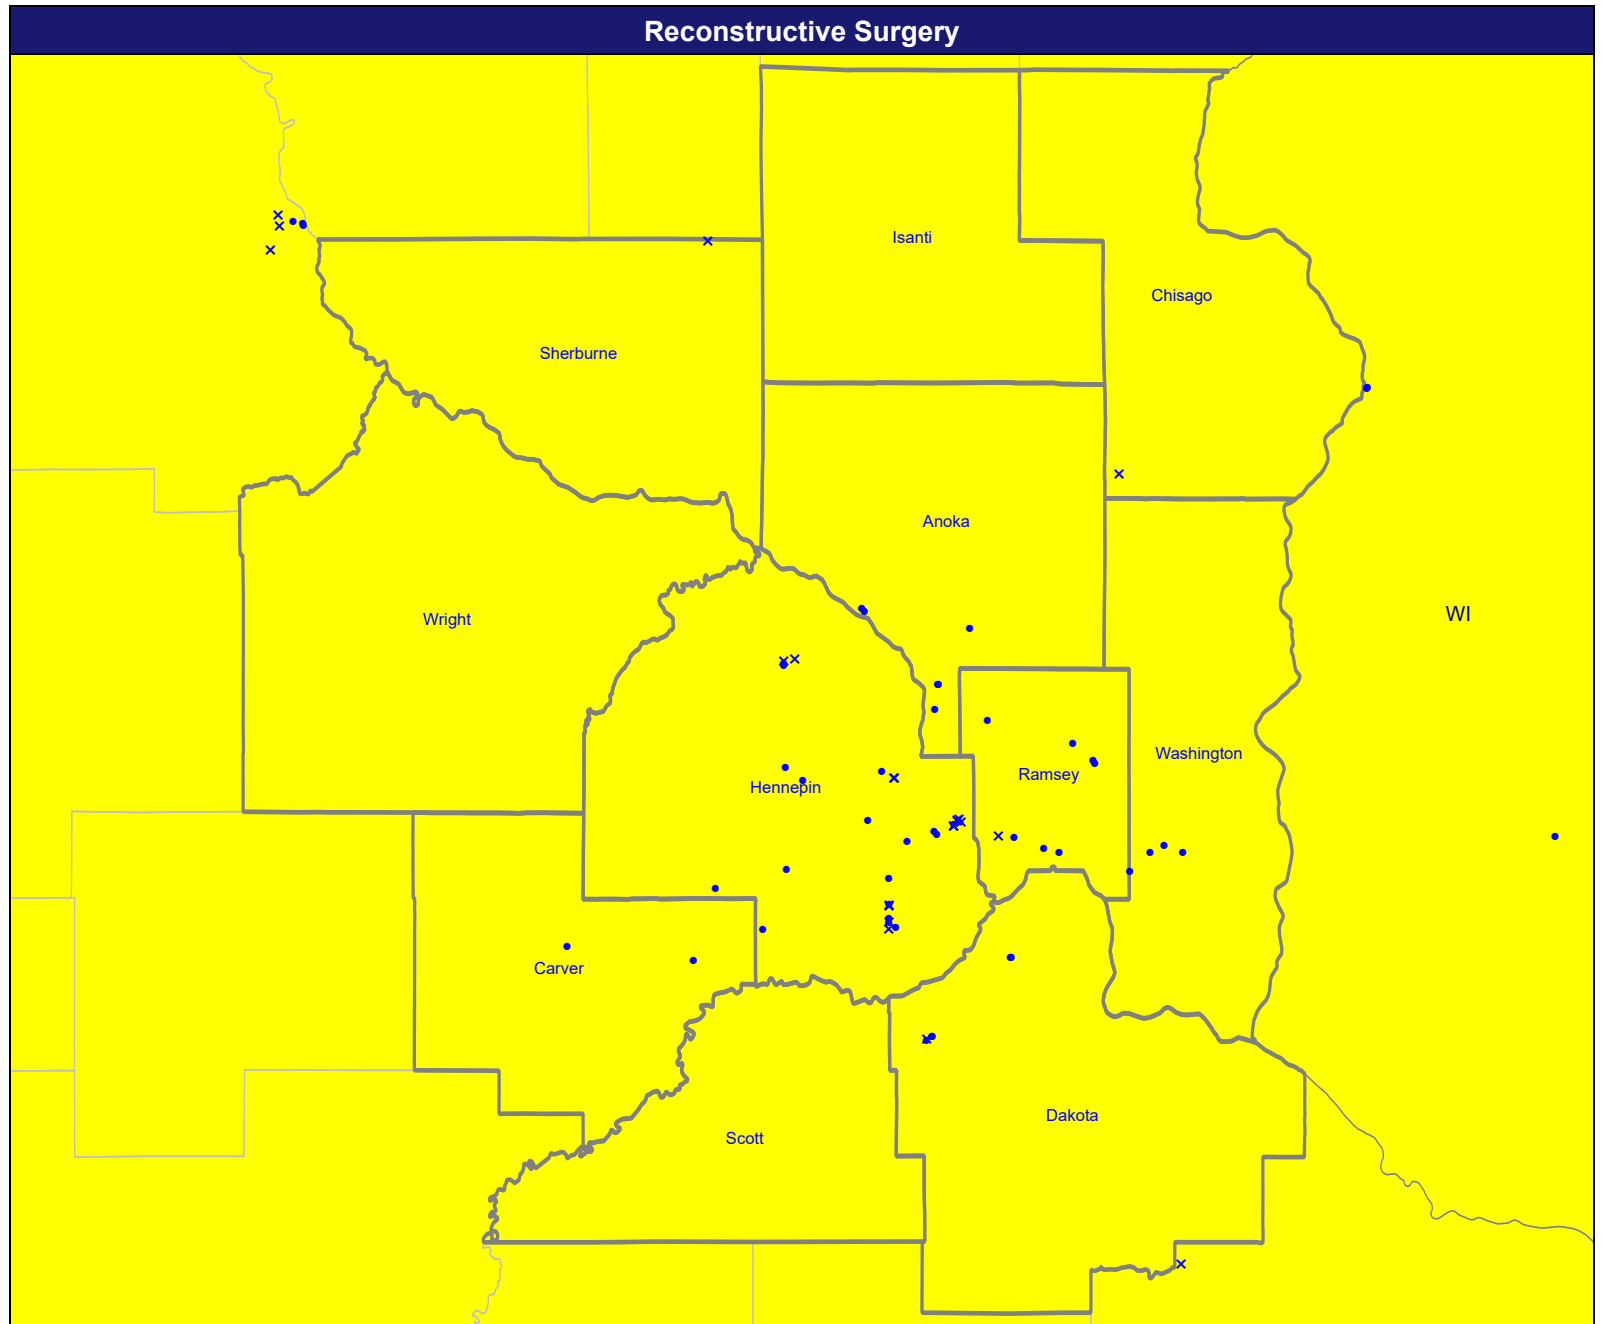 Reconstructive Surgery
Isanti
Chisago
Sherburne
Anoka
WI
Wright
Washington
Ramsey
Hennepin
Carver
Dakota
Scott